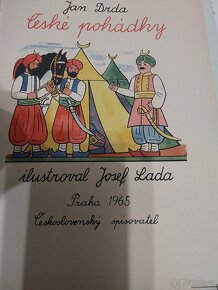 Jan Drda
České pohádky
ilustroval Josef Lada
Praha 1965
Československý spisovatel